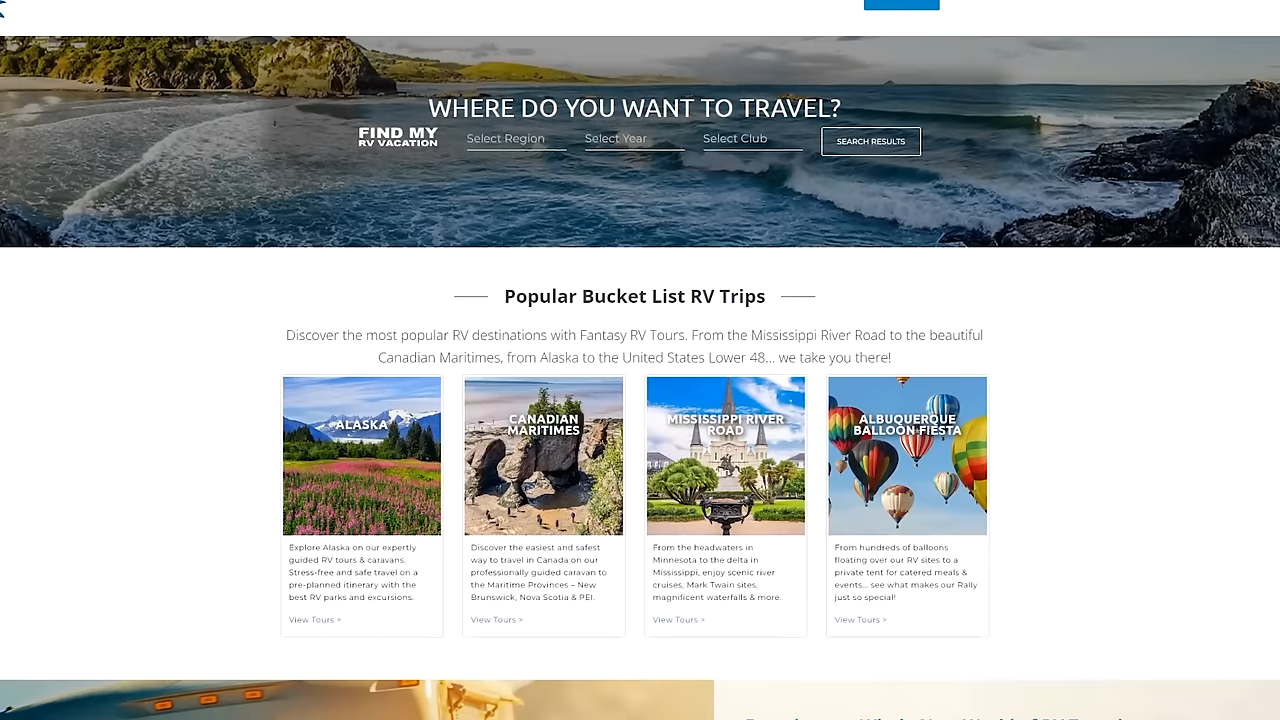 WHERE DO YOU WANT TO TRAVEL?
FIND MY
RV VACATION
Select Region
Select Year
Select Club
SEARCH RESULTS
Popular Bucket List RV Trips
Discover the most popular RV destinations with Fantasy RV Tours. From the Mississippi River Road to the beautiful
Canadian Maritimes, from Alaska to the United States Lower 48... we take you there!
ALASKA
Explore Alaska on our expertly
guided RV tours & caravans.
Stress-free and safe travel on a
pre-planned itinerary with the
best RV parks and excursions.
View Tours >
CANADIAN
MARITIMES
Discover the easiest and safest
way to travel in Canada on our
professionally guided caravan to
the Maritime Provinces – New
Brunswick, Nova Scotia & PEI.
View Tours >
MISSISSIPPI RIVER
ROAD
From the headwaters in
Minnesota to the delta in
Mississippi, enjoy scenic river
cruises, Mark Twain sites,
magnificent waterfalls & more.
View Tours >
ALBUQUERQUE
BALLOON FIESTA
From hundreds of balloons
floating over our RV sites to a
private tent for catered meals &
events... see what makes our Rally
just so special!
View Tours >